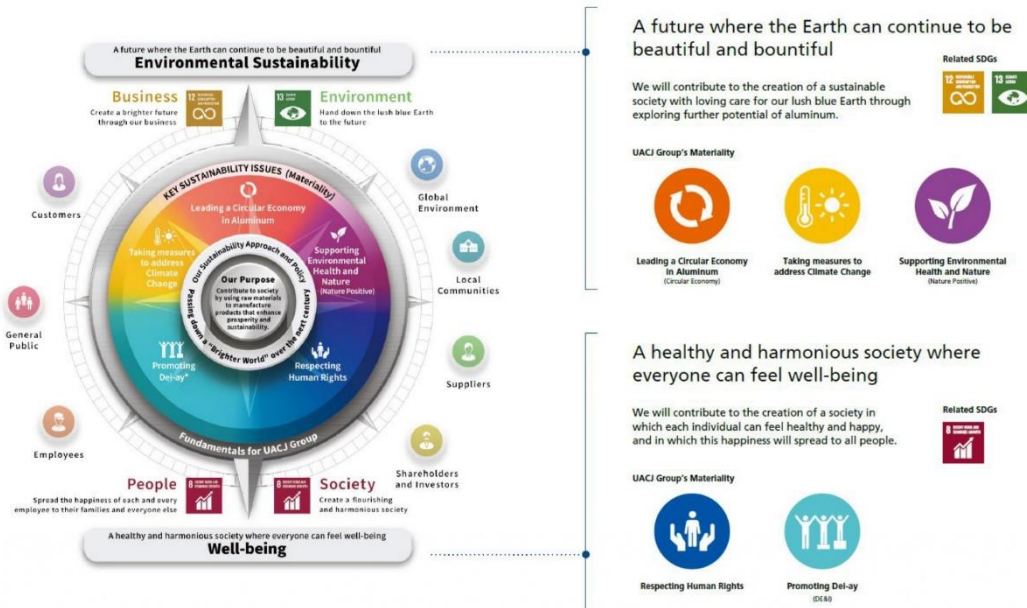 A future where the Earth can continue to be beautiful and bountiful
Environmental Sustainability
Business
Create a brighter future
through our business
12
Environment
Hand down the lush blue Earth
to the future
13
Customers
General
Public
Employees
Global
Environment
Local
Communities
Suppliers
Shareholders
and Investors
KEY SUSTAINABILITY ISSUES (Materiality)
Leading a Circular Economy
in Aluminum
Taking measures
to address
Climate
Change
Supporting
Environmental
Health and
Nature
(Nature Positive)
Our Sustainability Approach and Policy
Our Purpose
Contribute to society
by using raw materials
to manufacture
products that enhance
prosperity and
sustainability.
Passing down a "Brighter World" over the next century
Promoting
Dei-ay*
Respecting
Human Rights
Fundamentals for UACJ Group
People
Spread the happiness of each and every
employee to their families and everyone else
8
Society
Create a flourishing
and harmonious society
8
A healthy and harmonious society where everyone can feel well-being
Well-being
A future where the Earth can continue to be
beautiful and bountiful
We will contribute to the creation of a sustainable
society with loving care for our lush blue Earth through
exploring further potential of aluminum.
Related SDGs
12
13
UACJ Group's Materiality
Leading a Circular Economy
in Aluminum
(Circular Economy)
Taking measures to
address Climate Change
Supporting Environmental
Health and Nature
(Nature Positive)
A healthy and harmonious society where
everyone can feel well-being
We will contribute to the creation of a society in
which each individual can feel healthy and happy,
and in which this happiness will spread to all people.
Related SDGs
8
UACJ Group's Materiality
Respecting Human Rights
Promoting Dei-ay
(DE&I)